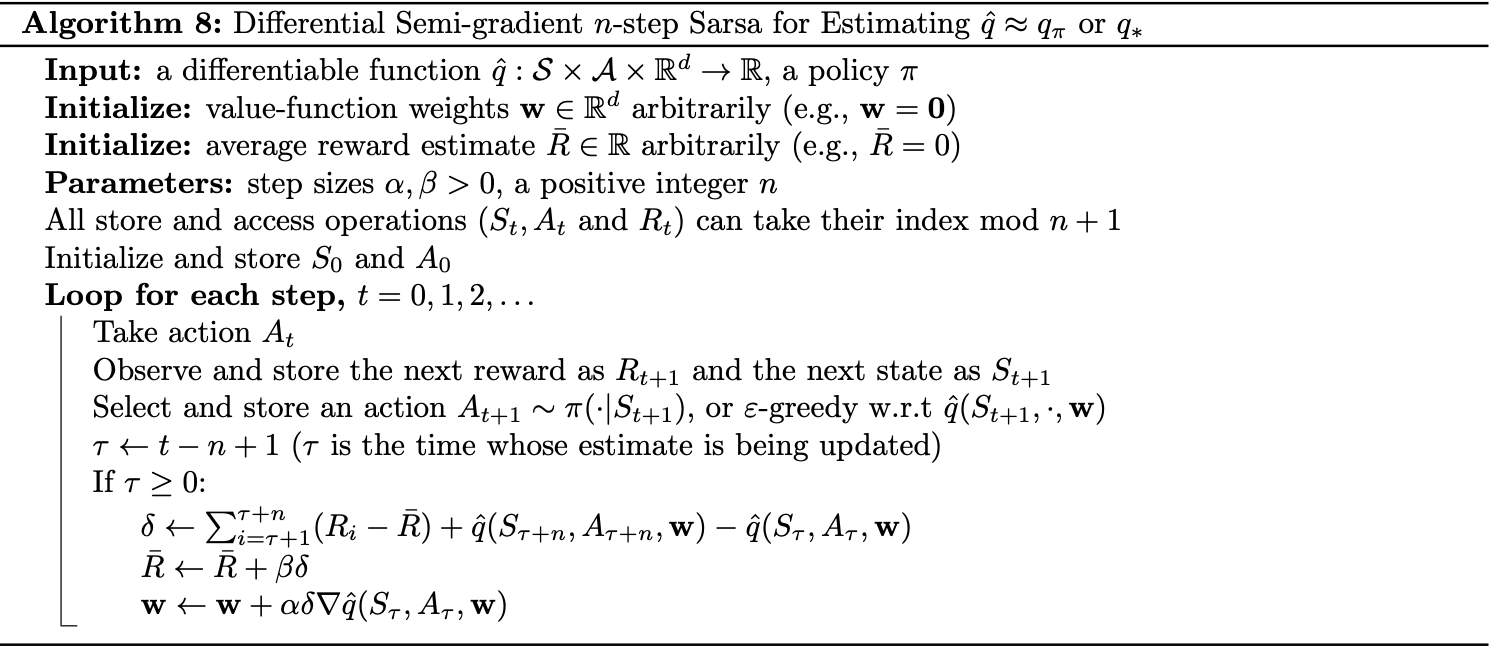 Algorithm 8: Differential Semi-gradient n-step Sarsa for Estimating q̂ ≈ qπ or q∗
Input: a differentiable function q̂ : 𝒮 × 𝒜 × ℝᵈ → ℝ, a policy π
Initialize: value-function weights w ∈ ℝᵈ arbitrarily (e.g., w = 0)
Initialize: average reward estimate R̄ ∈ ℝ arbitrarily (e.g., R̄ = 0)
Parameters: step sizes α, β > 0, a positive integer n
All store and access operations (S_t, A_t and R_t) can take their index mod n + 1
Initialize and store S_0 and A_0
Loop for each step, t = 0, 1, 2, …
Take action A_t
Observe and store the next reward as R_{t+1} and the next state as S_{t+1}
Select and store an action A_{t+1} ∼ π(·|S_{t+1}), or ε-greedy w.r.t q̂(S_{t+1}, ·, w)
τ ← t − n + 1 (τ is the time whose estimate is being updated)
If τ ≥ 0:
δ ← ∑_{i=τ+1}^{τ+n} (R_i − R̄) + q̂(S_{τ+n}, A_{τ+n}, w) − q̂(S_τ, A_τ, w)
R̄ ← R̄ + βδ
w ← w + αδ∇q̂(S_τ, A_τ, w)